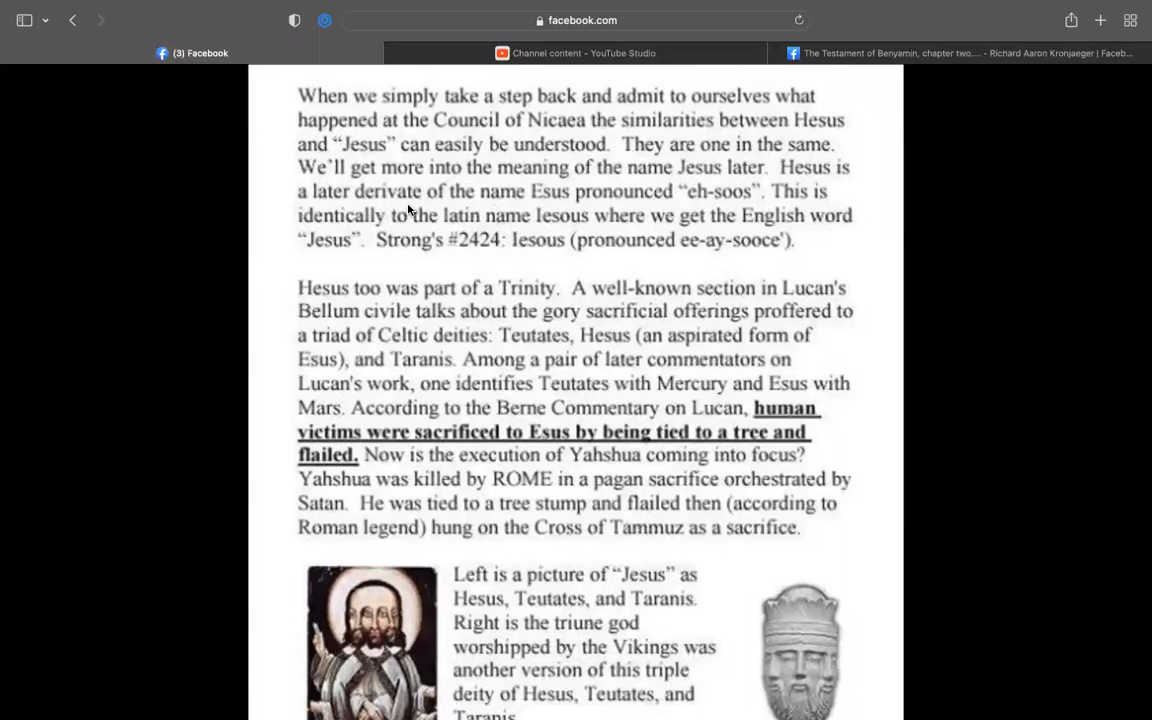 facebook.com
(3) Facebook
Channel content - YouTube Studio
The Testament of Benyamin, chapter two.... - Richard Aaron Kronjaeger | Faceb...
When we simply take a step back and admit to ourselves what
happened at the Council of Nicaea the similarities between Hesus
and “Jesus” can easily be understood. They are one in the same.
We’ll get more into the meaning of the name Jesus later. Hesus is
a later derivate of the name Esus pronounced “eh-soos”. This is
identically to the latin name Iesous where we get the English word
“Jesus”. Strong's #2424: Iesous (pronounced ee-ay-sooce').
Hesus too was part of a Trinity. A well-known section in Lucan's
Bellum civile talks about the gory sacrificial offerings proffered to
a triad of Celtic deities: Teutates, Hesus (an aspirated form of
Esus), and Taranis. Among a pair of later commentators on
Lucan's work, one identifies Teutates with Mercury and Esus with
Mars. According to the Berne Commentary on Lucan, human
victims were sacrificed to Esus by being tied to a tree and
flailed. Now is the execution of Yahshua coming into focus?
Yahshua was killed by ROME in a pagan sacrifice orchestrated by
Satan. He was tied to a tree stump and flailed then (according to
Roman legend) hung on the Cross of Tammuz as a sacrifice.
Left is a picture of “Jesus” as
Hesus, Teutates, and Taranis.
Right is the triune god
worshipped by the Vikings was
another version of this triple
deity of Hesus, Teutates, and
Taranis